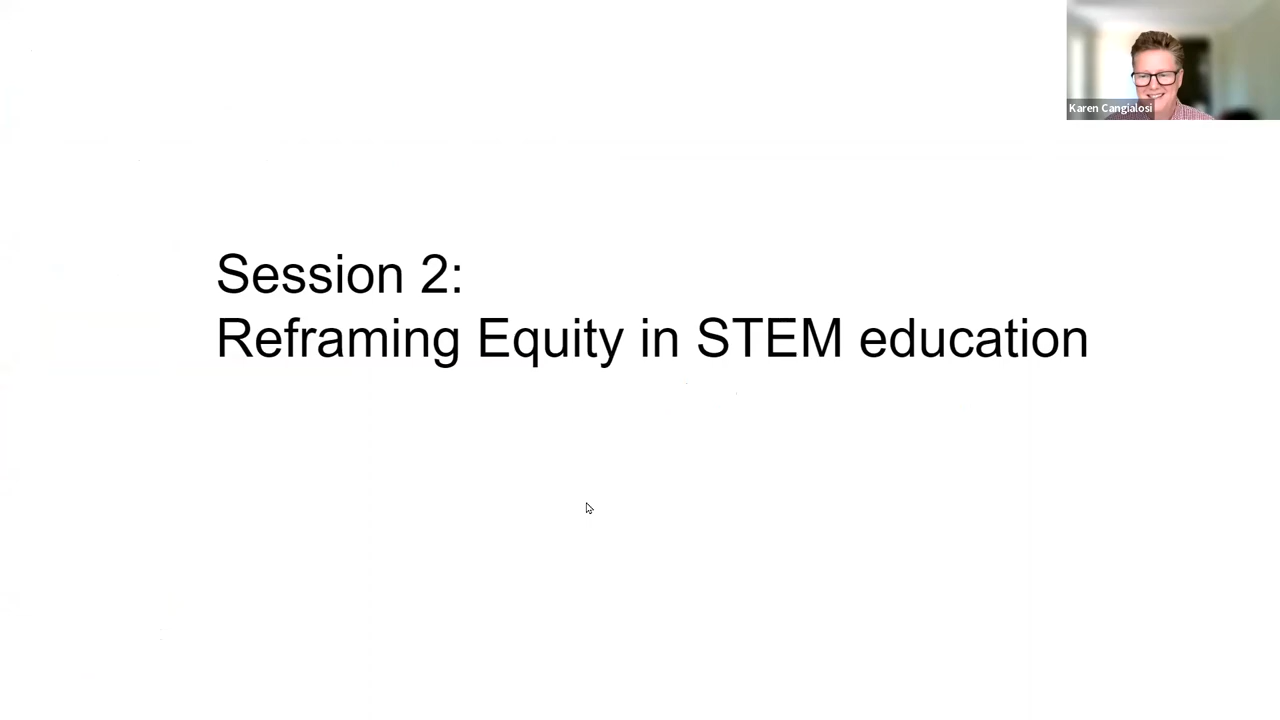 Karen Cangialosi
Session 2:
Reframing Equity in STEM education